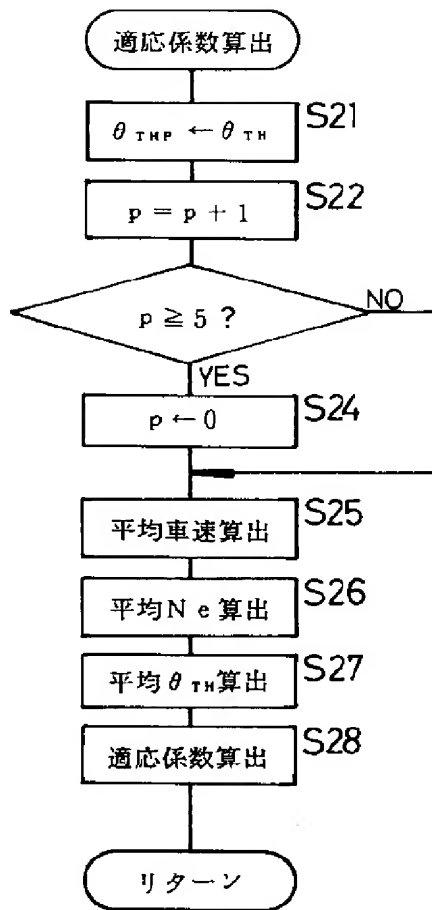 適応係数算出
θTHP ← θTH S21
p = p + 1 S22
p ≧ 5 ? NO
YES
p ← 0 S24
平均車速算出 S25
平均Ne算出 S26
平均θTH算出 S27
適応係数算出 S28
リターン